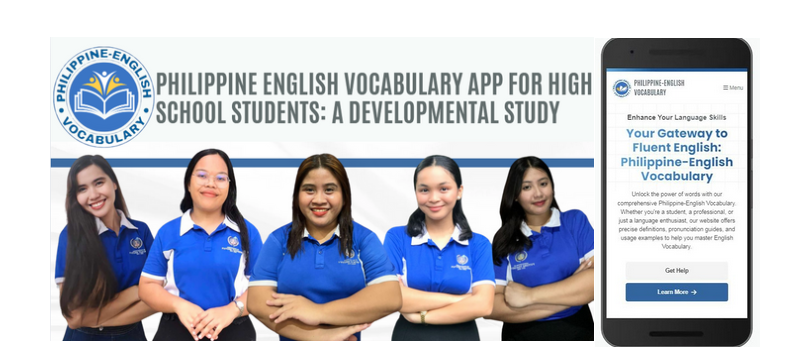 PHILIPPINE-ENGLISH
VOCABULARY
PHILIPPINE ENGLISH VOCABULARY APP FOR HIGH
SCHOOL STUDENTS: A DEVELOPMENTAL STUDY
PHILIPPINE-ENGLISH
VOCABULARY
Menu
Enhance Your Language Skills
Your Gateway to
Fluent English:
Philippine-English
Vocabulary
Unlock the power of words with our
comprehensive Philippine-English Vocabulary.
Whether you're a student, a professional, or
just a language enthusiast, our website offers
precise definitions, pronunciation guides, and
usage examples to help you master English
Vocabulary.
Get Help
Learn More →